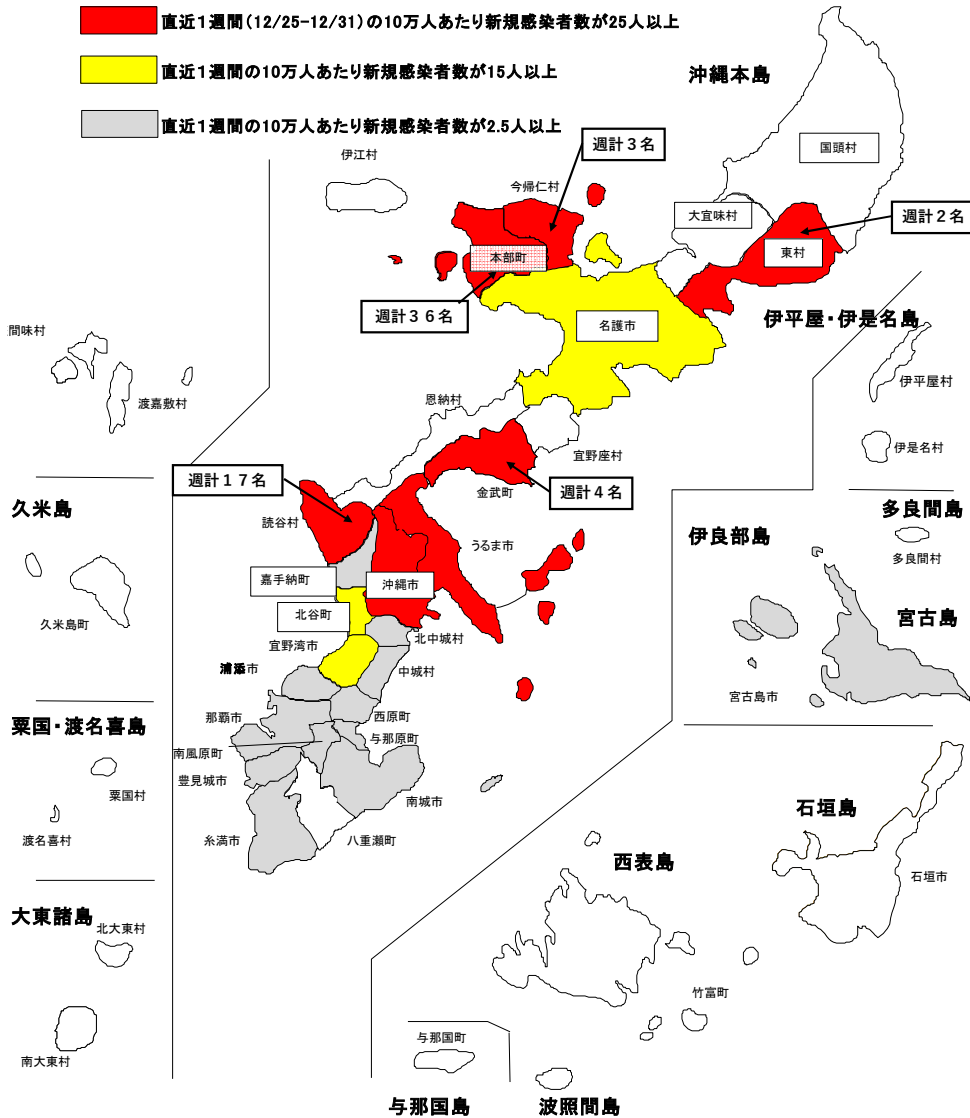 直近1週間(12/25-12/31)の10万人あたり新規感染者数が25人以上
直近1週間の10万人あたり新規感染者数が15人以上
直近1週間の10万人あたり新規感染者数が2.5人以上
沖縄本島
伊江村
今帰仁村
週計3名
国頭村
大宜味村
週計2名
東村
本部町
週計36名
名護市
伊平屋・伊是名島
伊平屋村
伊是名村
間味村
渡嘉敷村
恩納村
宜野座村
金武町
週計4名
週計17名
読谷村
うるま市
久米島
久米島町
嘉手納町
沖縄市
北谷町
北中城村
宜野湾市
中城村
浦添市
那覇市
西原町
与那原町
南風原町
豊見城市
南城市
糸満市
八重瀬町
多良間島
多良間村
伊良部島
宮古島
宮古島市
粟国・渡名喜島
粟国村
渡名喜村
石垣島
石垣市
西表島
竹富町
大東諸島
北大東村
南大東村
与那国町
与那国島
波照間島